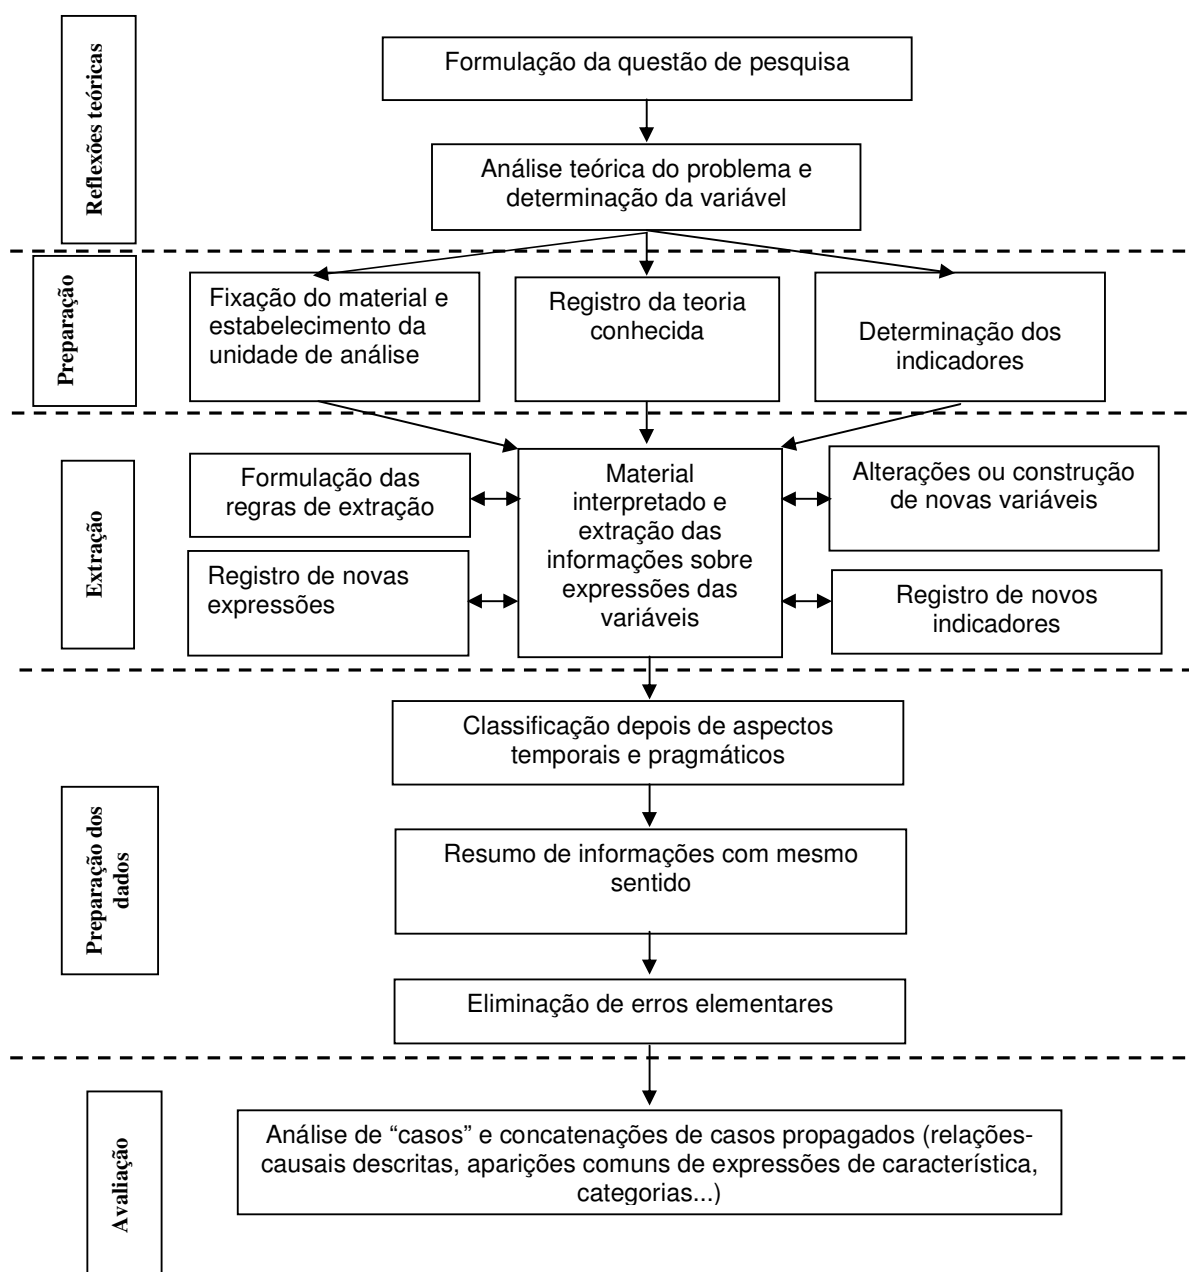 Reflexões teóricas
Formulação da questão de pesquisa
Análise teórica do problema e
determinação da variável
Preparação
Fixação do material e
estabelecimento da
unidade de análise
Registro da teoria
conhecida
Determinação dos
indicadores
Extração
Formulação das
regras de extração
Registro de novas
expressões
Material
interpretado e
extração das
informações sobre
expressões das
variáveis
Alterações ou construção
de novas variáveis
Registro de novos
indicadores
Preparação dos
dados
Classificação depois de aspectos
temporais e pragmáticos
Resumo de informações com mesmo
sentido
Eliminação de erros elementares
Avaliação
Análise de “casos” e concatenações de casos propagados (relações-
causais descritas, aparições comuns de expressões de característica,
categorias...)